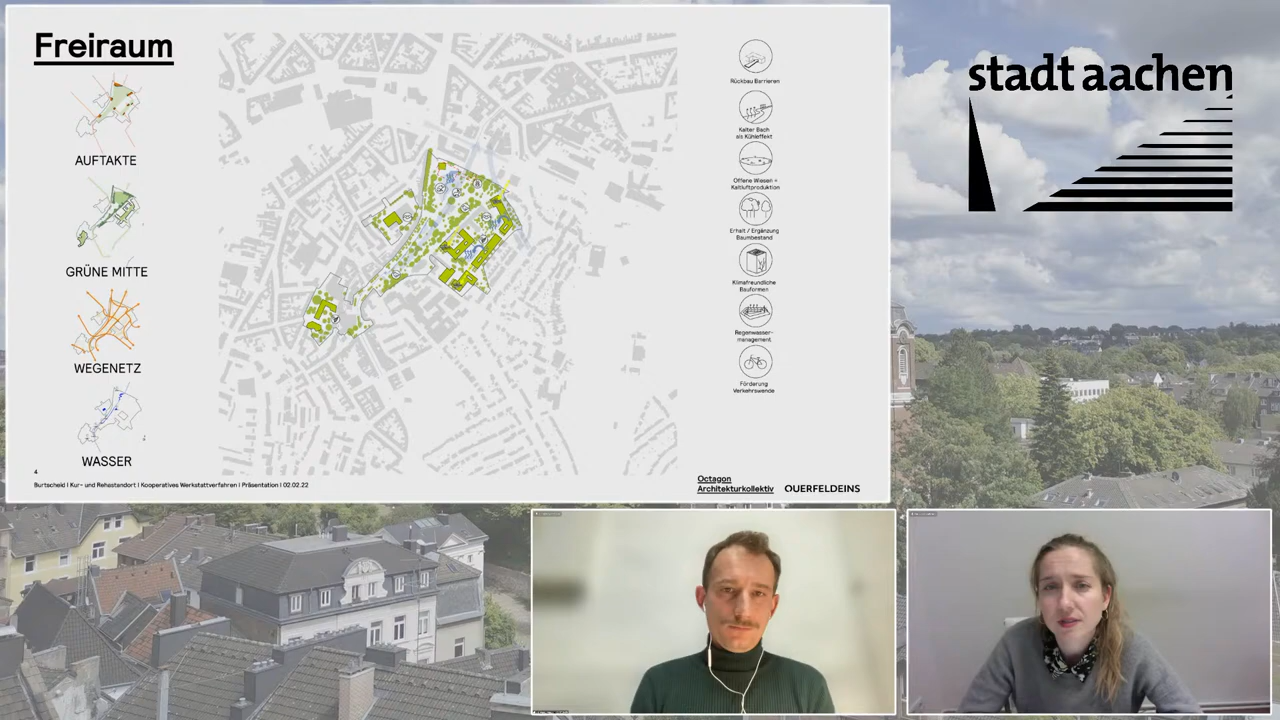 Freiraum
AUFTAKTE
GRÜNE MITTE
WEGENETZ
WASSER
Rückbau Barrieren
Kalter Bach
als Kühleffekt
Offene Wiesen +
Kaltluftproduktion
Erhalt / Ergänzung
Baumbestand
Klimafreundliche
Bauformen
Regenwasser-
management
Förderung
Verkehrswende
4
Burtscheid I Kur- und Rehastandort I Kooperatives Werkstattverfahren I Präsentation I 02.02.22
Octagon
Architekturkollektiv
QUERFELDEINS
stadt aachen